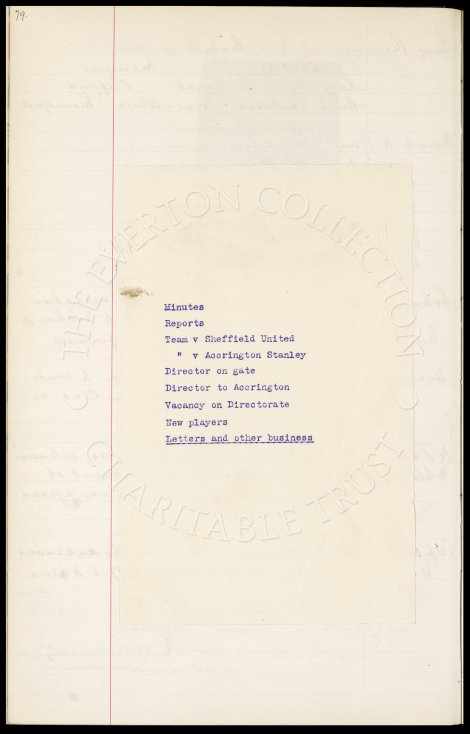 79.
THE EVERTON COLLECTION
CHARITABLE TRUST
Minutes
Reports
Team v Sheffield United
" v Accrington Stanley
Director on gate
Director to Accrington
Vacancy on Directorate
New players
Letters and other business